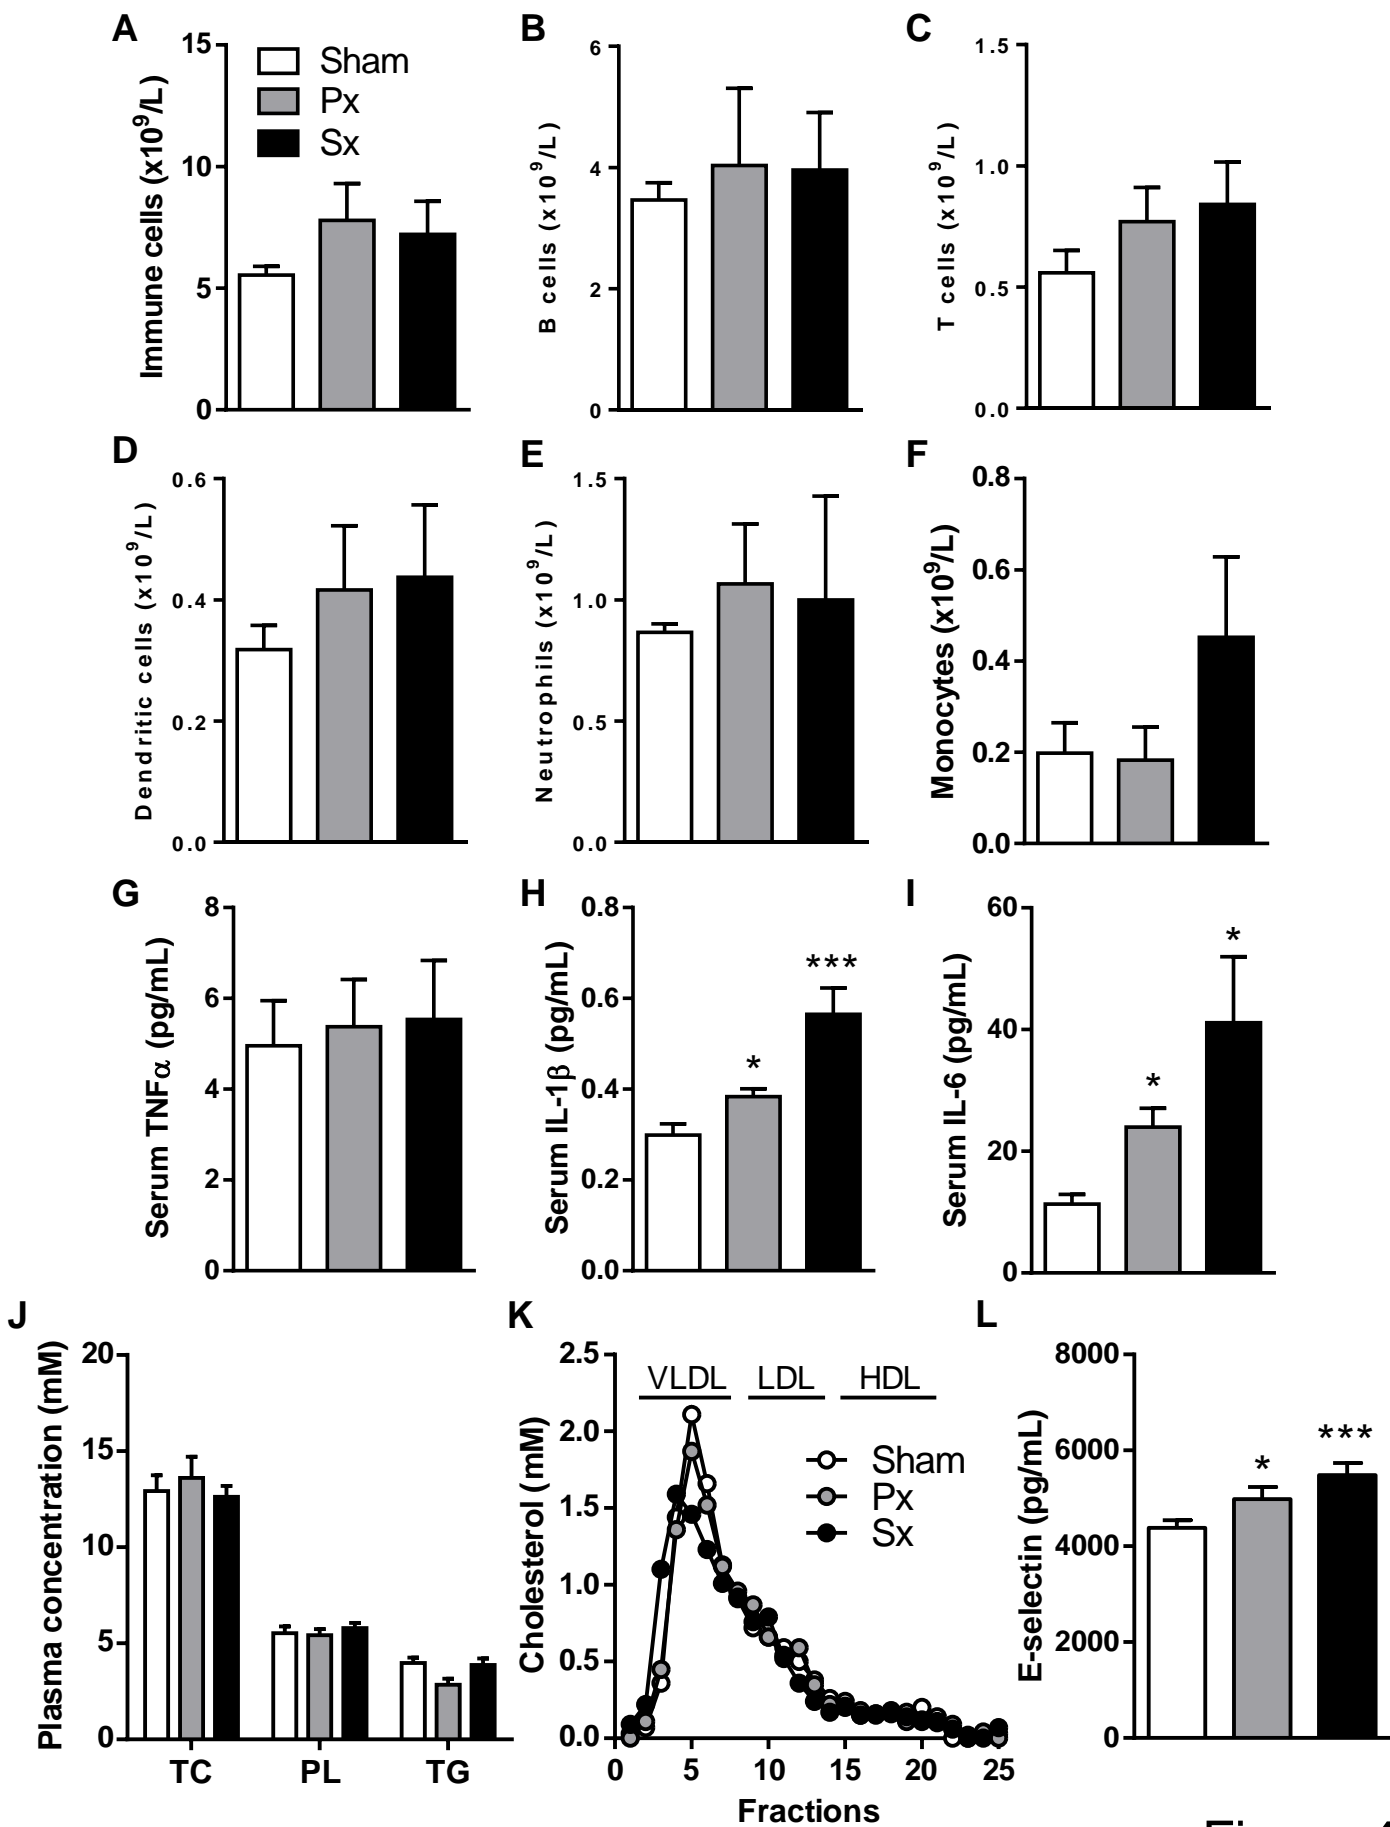 A
15
10
5
0
Immune cells (x10⁹/L)
Sham
Px
Sx
B
6
4
2
0
B cells (x10⁹/L)
C
1.5
1.0
0.5
0.0
T cells (x10⁹/L)
D
0.6
0.4
0.2
0.0
Dendritic cells (x10⁹/L)
E
1.5
1.0
0.5
0.0
Neutrophils (x10⁹/L)
F
0.8
0.6
0.4
0.2
0.0
Monocytes (x10⁹/L)
G
8
6
4
2
0
Serum TNFα (pg/mL)
H
0.8
0.6
0.4
0.2
0.0
Serum IL-1β (pg/mL)
*
***
I
60
40
20
0
Serum IL-6 (pg/mL)
*
*
J
20
15
10
5
0
Plasma concentration (mM)
TC PL TG
K
2.5
2.0
1.5
1.0
0.5
0.0
Cholesterol (mM)
VLDL LDL HDL
Sham
Px
Sx
0 5 10 15 20 25
Fractions
L
8000
6000
4000
2000
0
E-selectin (pg/mL)
*
***